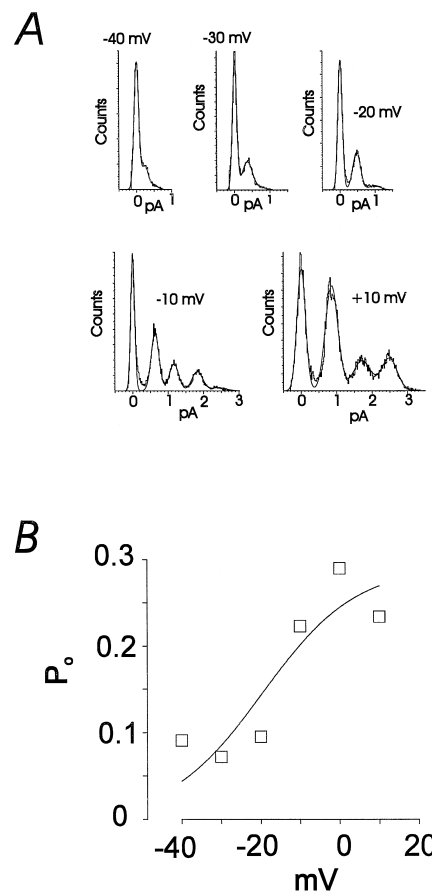 A
-40 mV
-30 mV
-20 mV
Counts
Counts
Counts
0 pA 1
0 pA 1
0 pA 1
-10 mV
+10 mV
Counts
Counts
0 1 2 3
pA
0 1 2 3
pA
B
0.3
0.2
0.1
0
Po
-40 -20 0 20
mV